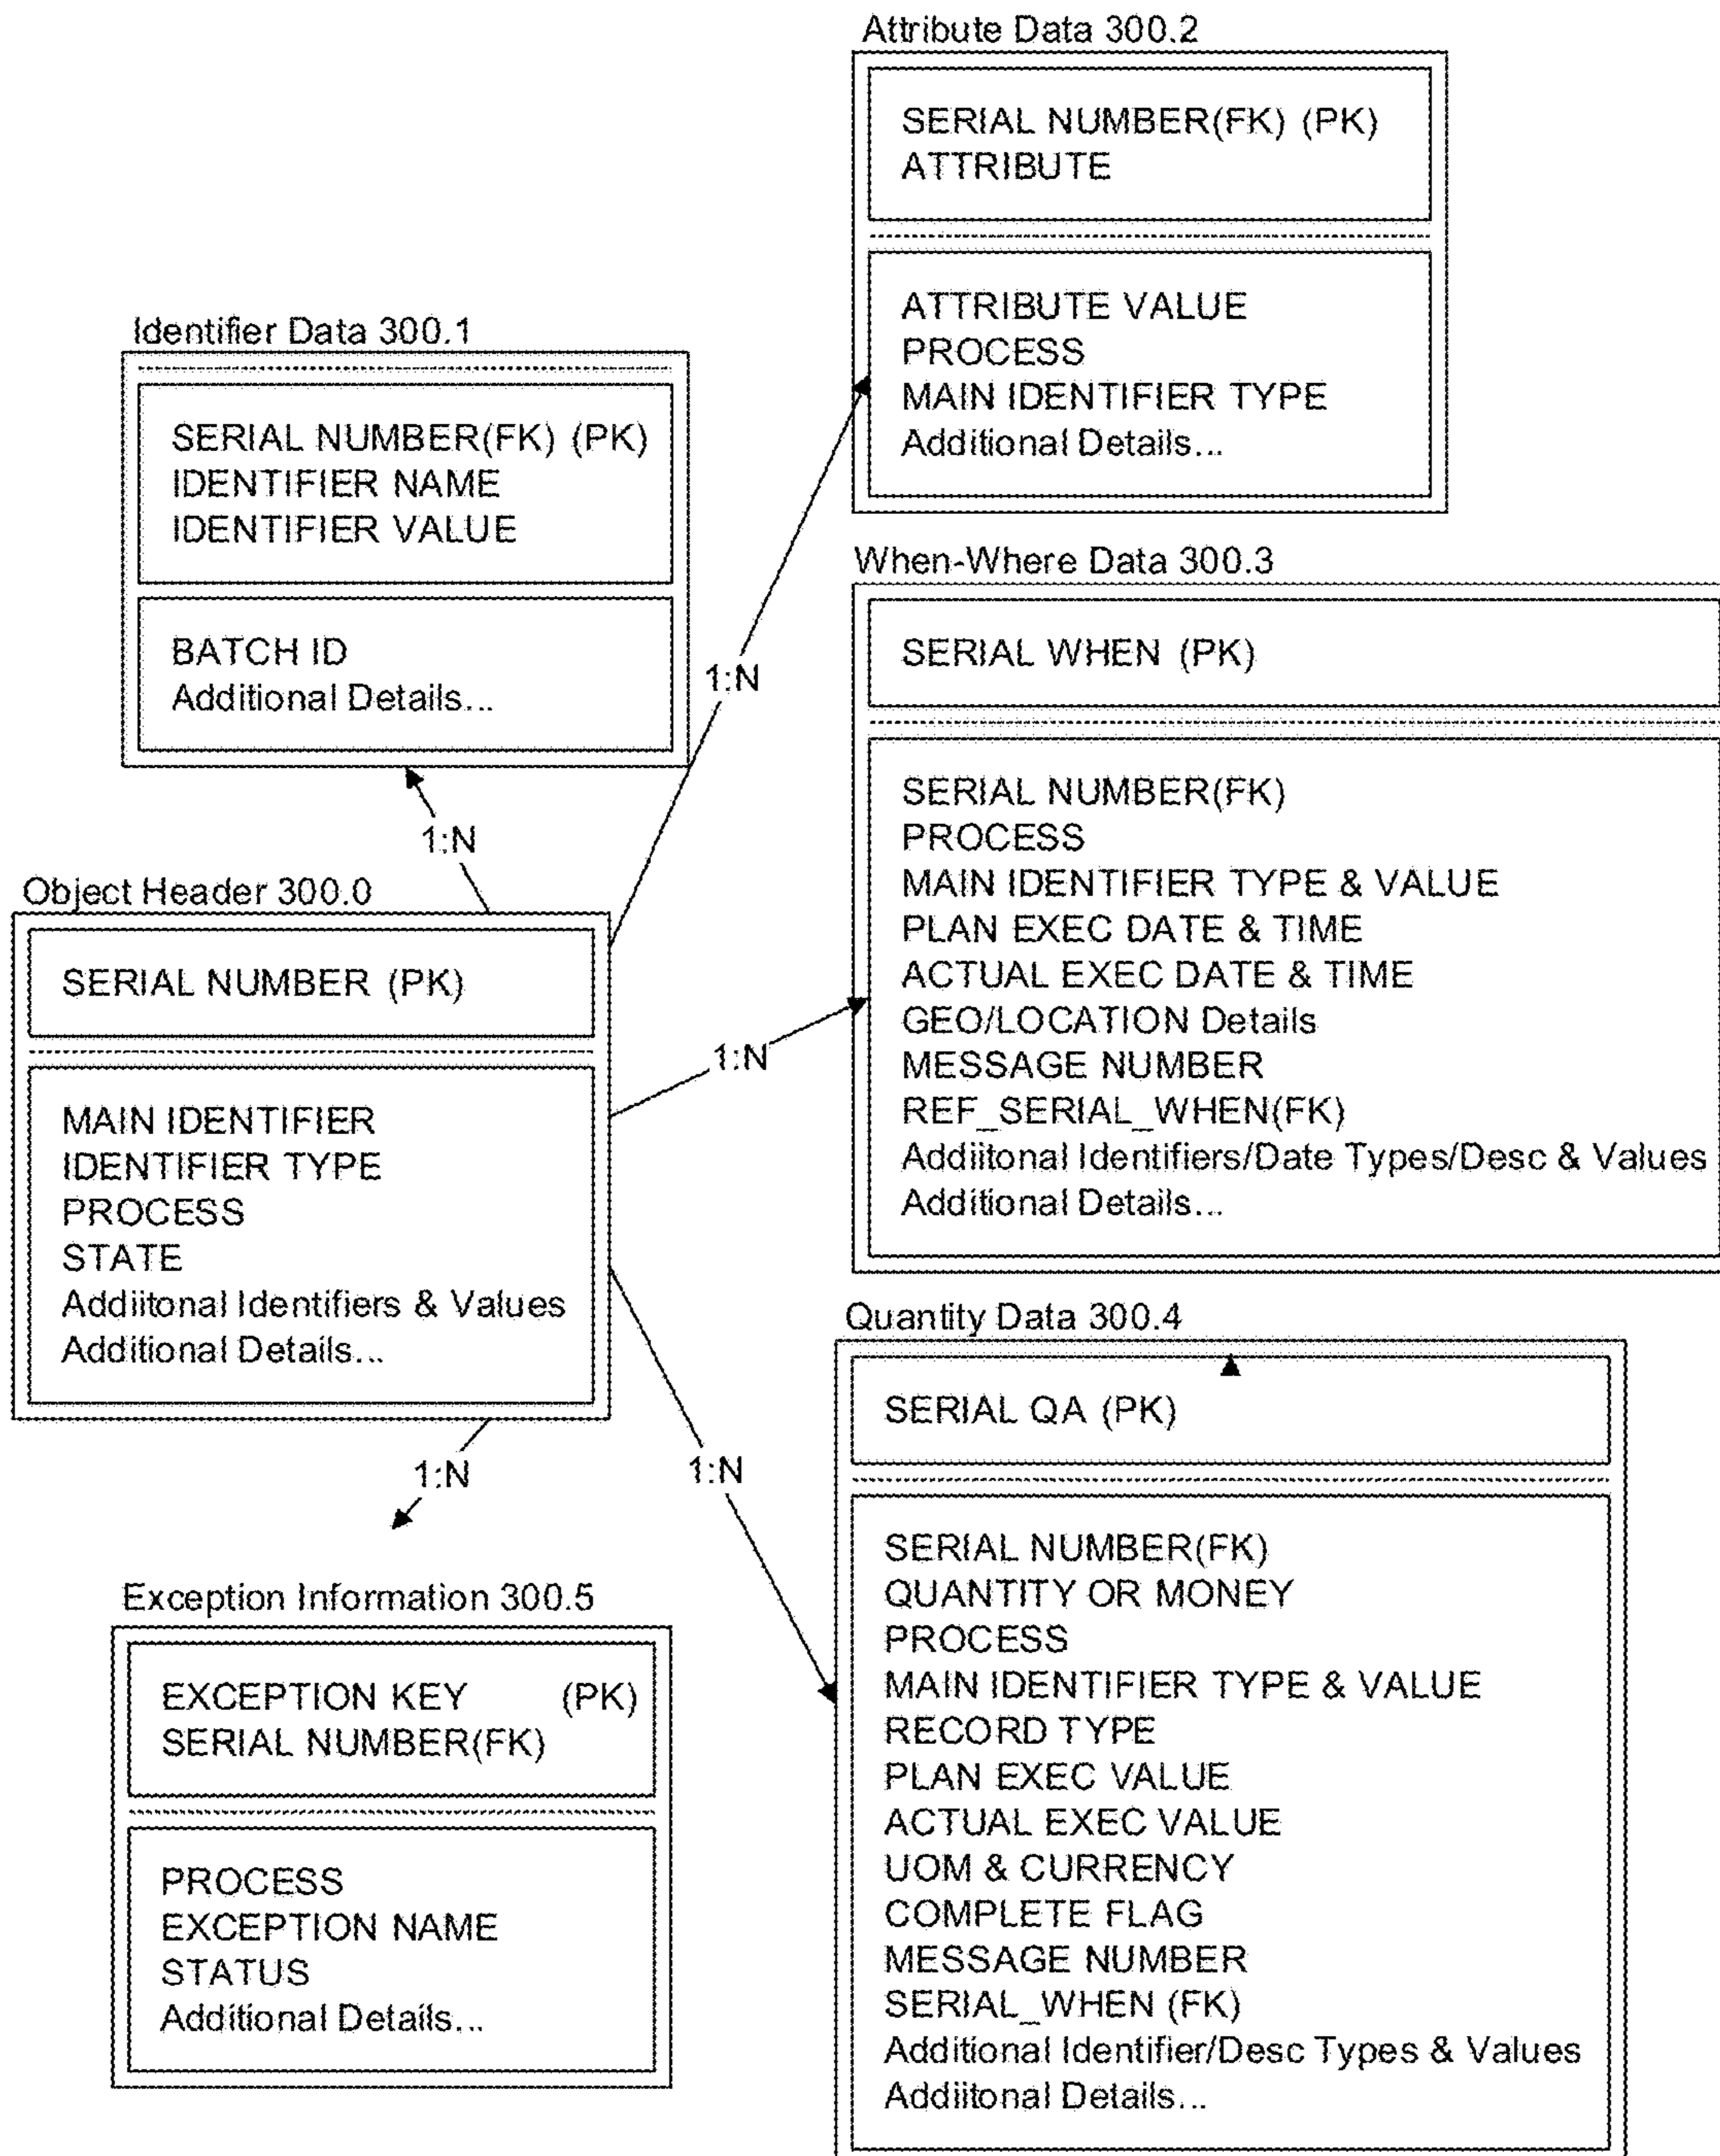 Attribute Data 300.2
SERIAL NUMBER(FK) (PK)
ATTRIBUTE
ATTRIBUTE VALUE
PROCESS
MAIN IDENTIFIER TYPE
Additional Details...
Identifier Data 300.1
SERIAL NUMBER(FK) (PK)
IDENTIFIER NAME
IDENTIFIER VALUE
BATCH ID
Additional Details...
1:N
1:N
When-Where Data 300.3
SERIAL WHEN (PK)
SERIAL NUMBER(FK)
PROCESS
MAIN IDENTIFIER TYPE & VALUE
PLAN EXEC DATE & TIME
ACTUAL EXEC DATE & TIME
GEO/LOCATION Details
MESSAGE NUMBER
REF_SERIAL_WHEN(FK)
Addiitonal Identifiers/Date Types/Desc & Values
Additional Details...
1:N
Object Header 300.0
SERIAL NUMBER (PK)
MAIN IDENTIFIER
IDENTIFIER TYPE
PROCESS
STATE
Addiitonal Identifiers & Values
Additional Details...
1:N
1:N
Quantity Data 300.4
SERIAL QA (PK)
SERIAL NUMBER(FK)
QUANTITY OR MONEY
PROCESS
MAIN IDENTIFIER TYPE & VALUE
RECORD TYPE
PLAN EXEC VALUE
ACTUAL EXEC VALUE
UOM & CURRENCY
COMPLETE FLAG
MESSAGE NUMBER
SERIAL_WHEN (FK)
Additional Identifier/Desc Types & Values
Addiitonal Details...
Exception Information 300.5
EXCEPTION KEY (PK)
SERIAL NUMBER(FK)
PROCESS
EXCEPTION NAME
STATUS
Additional Details...